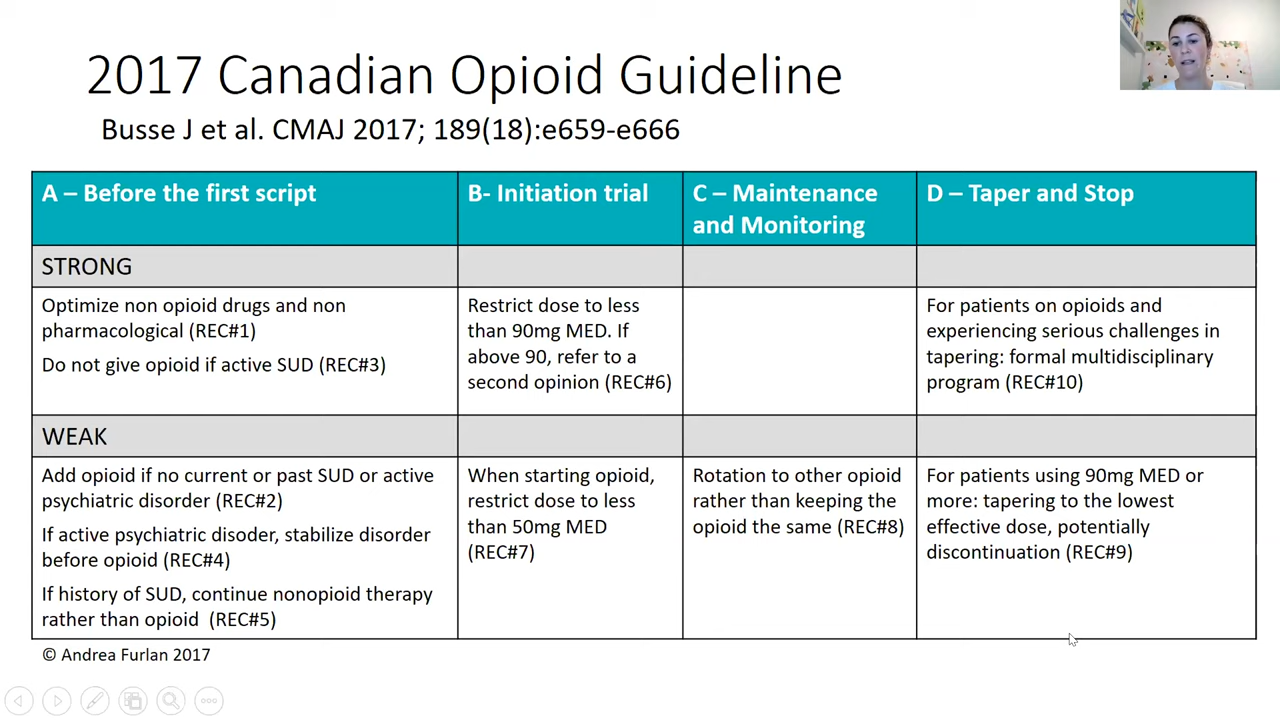 2017 Canadian Opioid Guideline
Busse J et al. CMAJ 2017; 189(18):e659-e666
A – Before the first script
B- Initiation trial
C – Maintenance
and Monitoring
D – Taper and Stop
STRONG
Optimize non opioid drugs and non
pharmacological (REC#1)
Do not give opioid if active SUD (REC#3)
Restrict dose to less
than 90mg MED. If
above 90, refer to a
second opinion (REC#6)
For patients on opioids and
experiencing serious challenges in
tapering: formal multidisciplinary
program (REC#10)
WEAK
Add opioid if no current or past SUD or active
psychiatric disorder (REC#2)
If active psychiatric disoder, stabilize disorder
before opioid (REC#4)
If history of SUD, continue nonopioid therapy
rather than opioid (REC#5)
When starting opioid,
restrict dose to less
than 50mg MED
(REC#7)
Rotation to other opioid
rather than keeping the
opioid the same (REC#8)
For patients using 90mg MED or
more: tapering to the lowest
effective dose, potentially
discontinuation (REC#9)
© Andrea Furlan 2017